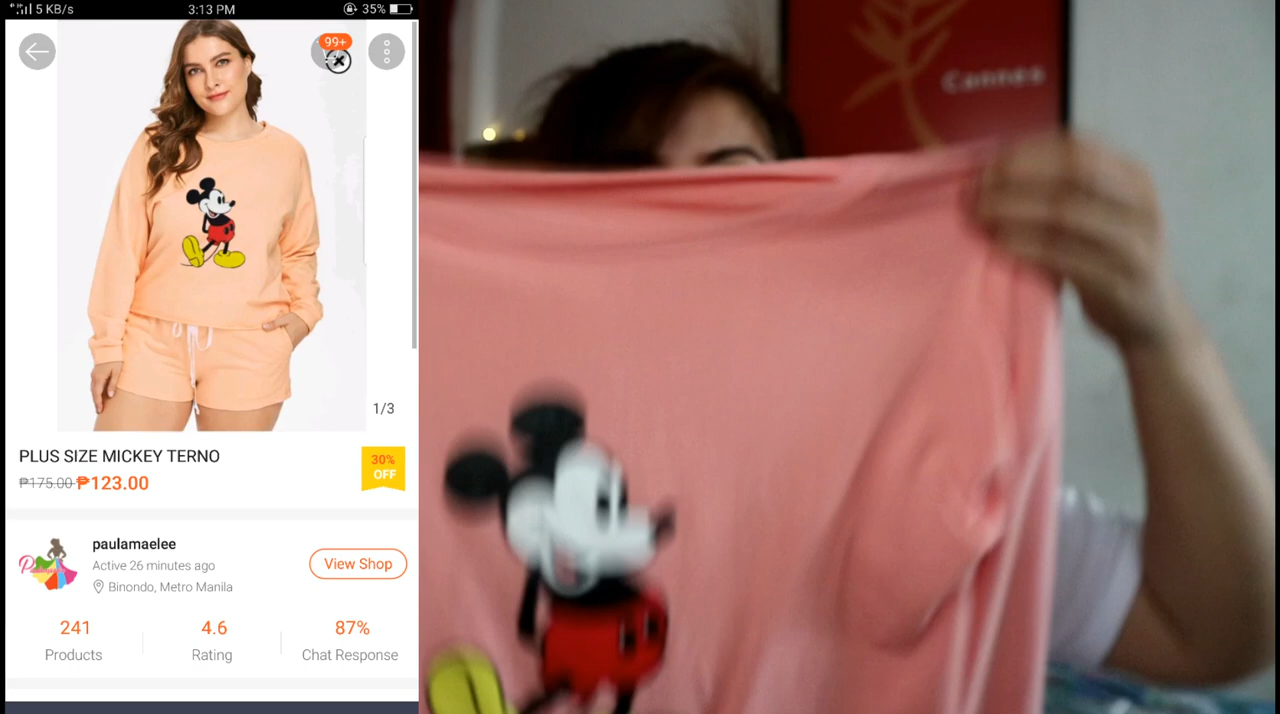 5 KB/s
3:13 PM
35%
99+
1/3
PLUS SIZE MICKEY TERNO
₱175.00 ₱123.00
30%
OFF
paulamaelee
Active 26 minutes ago
Binondo, Metro Manila
View Shop
241
4.6
87%
Products
Rating
Chat Response
Cannes